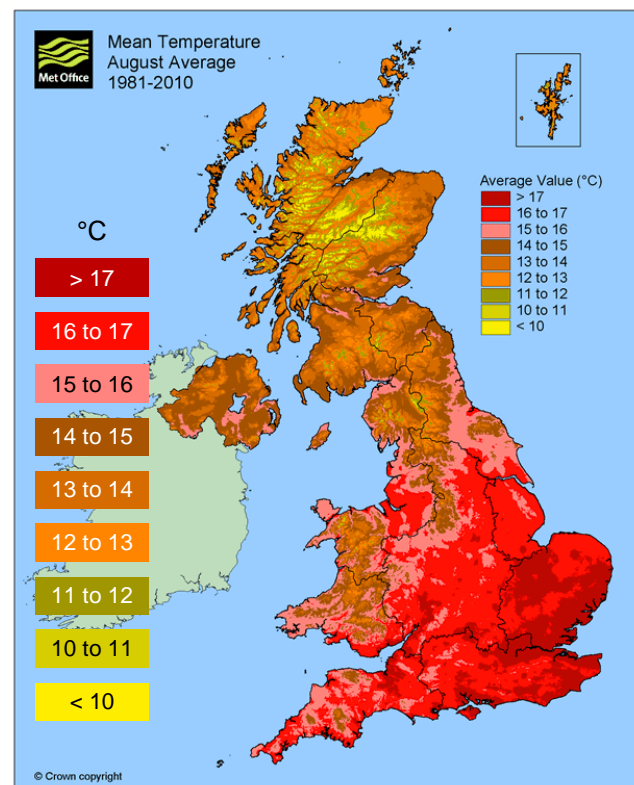 Met Office
Mean Temperature
August Average
1981-2010
Average Value (°C)
> 17
16 to 17
15 to 16
14 to 15
13 to 14
12 to 13
11 to 12
10 to 11
< 10
°C
> 17
16 to 17
15 to 16
14 to 15
13 to 14
12 to 13
11 to 12
10 to 11
< 10
© Crown copyright